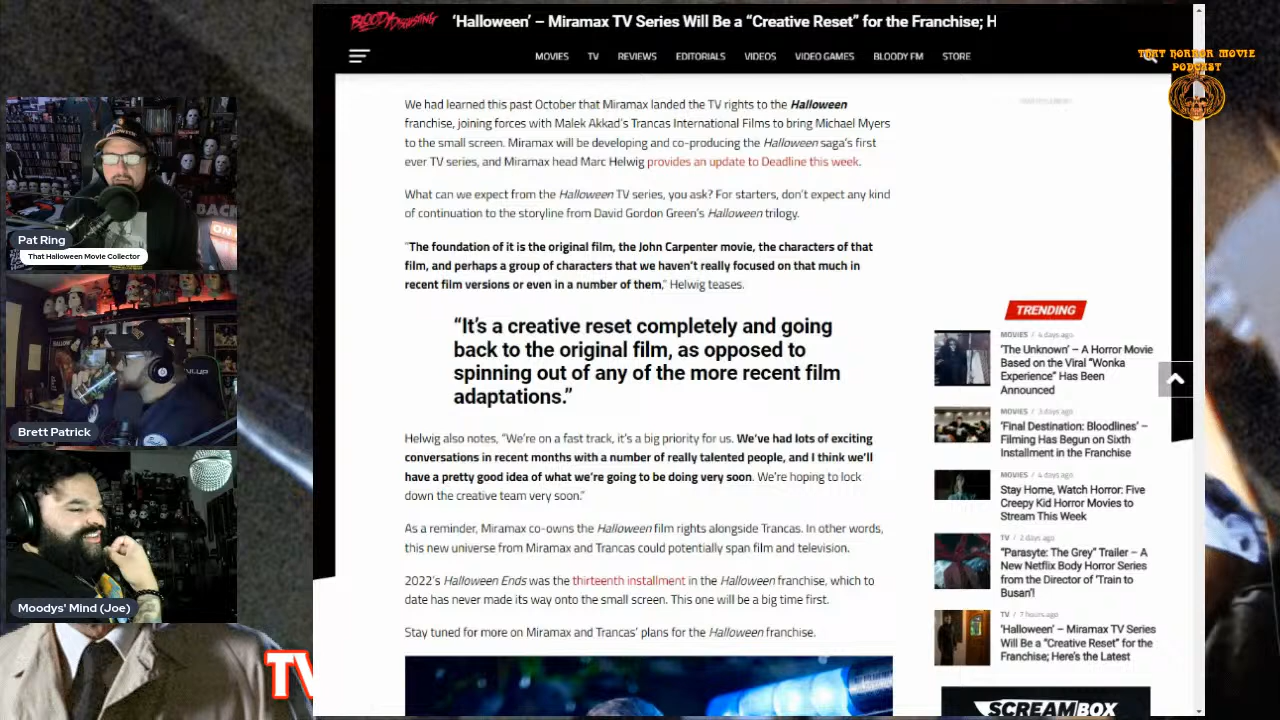 BLOODY DISGUSTING
‘Halloween’ – Miramax TV Series Will Be a “Creative Reset” for the Franchise; H
MOVIES TV REVIEWS EDITORIALS VIDEOS VIDEO GAMES BLOODY FM STORE
THAT HORROR MOVIE
PODCAST
We had learned this past October that Miramax landed the TV rights to the Halloween
franchise, joining forces with Malek Akkad’s Trancas International Films to bring Michael Myers
to the small screen. Miramax will be developing and co-producing the Halloween saga’s first
ever TV series, and Miramax head Marc Helwig provides an update to Deadline this week.
What can we expect from the Halloween TV series, you ask? For starters, don’t expect any kind
of continuation to the storyline from David Gordon Green’s Halloween trilogy.
“The foundation of it is the original film, the John Carpenter movie, the characters of that
film, and perhaps a group of characters that we haven’t really focused on that much in
recent film versions or even in a number of them,” Helwig teases.
“It’s a creative reset completely and going
back to the original film, as opposed to
spinning out of any of the more recent film
adaptations.”
Helwig also notes, “We’re on a fast track, it’s a big priority for us. We’ve had lots of exciting
conversations in recent months with a number of really talented people, and I think we’ll
have a pretty good idea of what we’re going to be doing very soon. We’re hoping to lock
down the creative team very soon.”
As a reminder, Miramax co-owns the Halloween film rights alongside Trancas. In other words,
this new universe from Miramax and Trancas could potentially span film and television.
2022’s Halloween Ends was the thirteenth installment in the Halloween franchise, which to
date has never made its way onto the small screen. This one will be a big time first.
Stay tuned for more on Miramax and Trancas’ plans for the Halloween franchise.
TRENDING
MOVIES / 4 days ago
‘The Unknown’ – A Horror Movie
Based on the Viral “Wonka
Experience” Has Been
Announced
MOVIES / 3 days ago
‘Final Destination: Bloodlines’ –
Filming Has Begun on Sixth
Installment in the Franchise
MOVIES / 4 days ago
Stay Home, Watch Horror: Five
Creepy Kid Horror Movies to
Stream This Week
TV / 2 days ago
“Parasyte: The Grey” Trailer – A
New Netflix Body Horror Series
from the Director of ‘Train to
Busan’!
TV / 7 hours ago
‘Halloween’ – Miramax TV Series
Will Be a “Creative Reset” for the
Franchise; Here’s the Latest
SCREAMBOX
BACK
ON
Pat Ring
That Halloween Movie Collector
Brett Patrick
Moodys' Mind (Joe)
TV